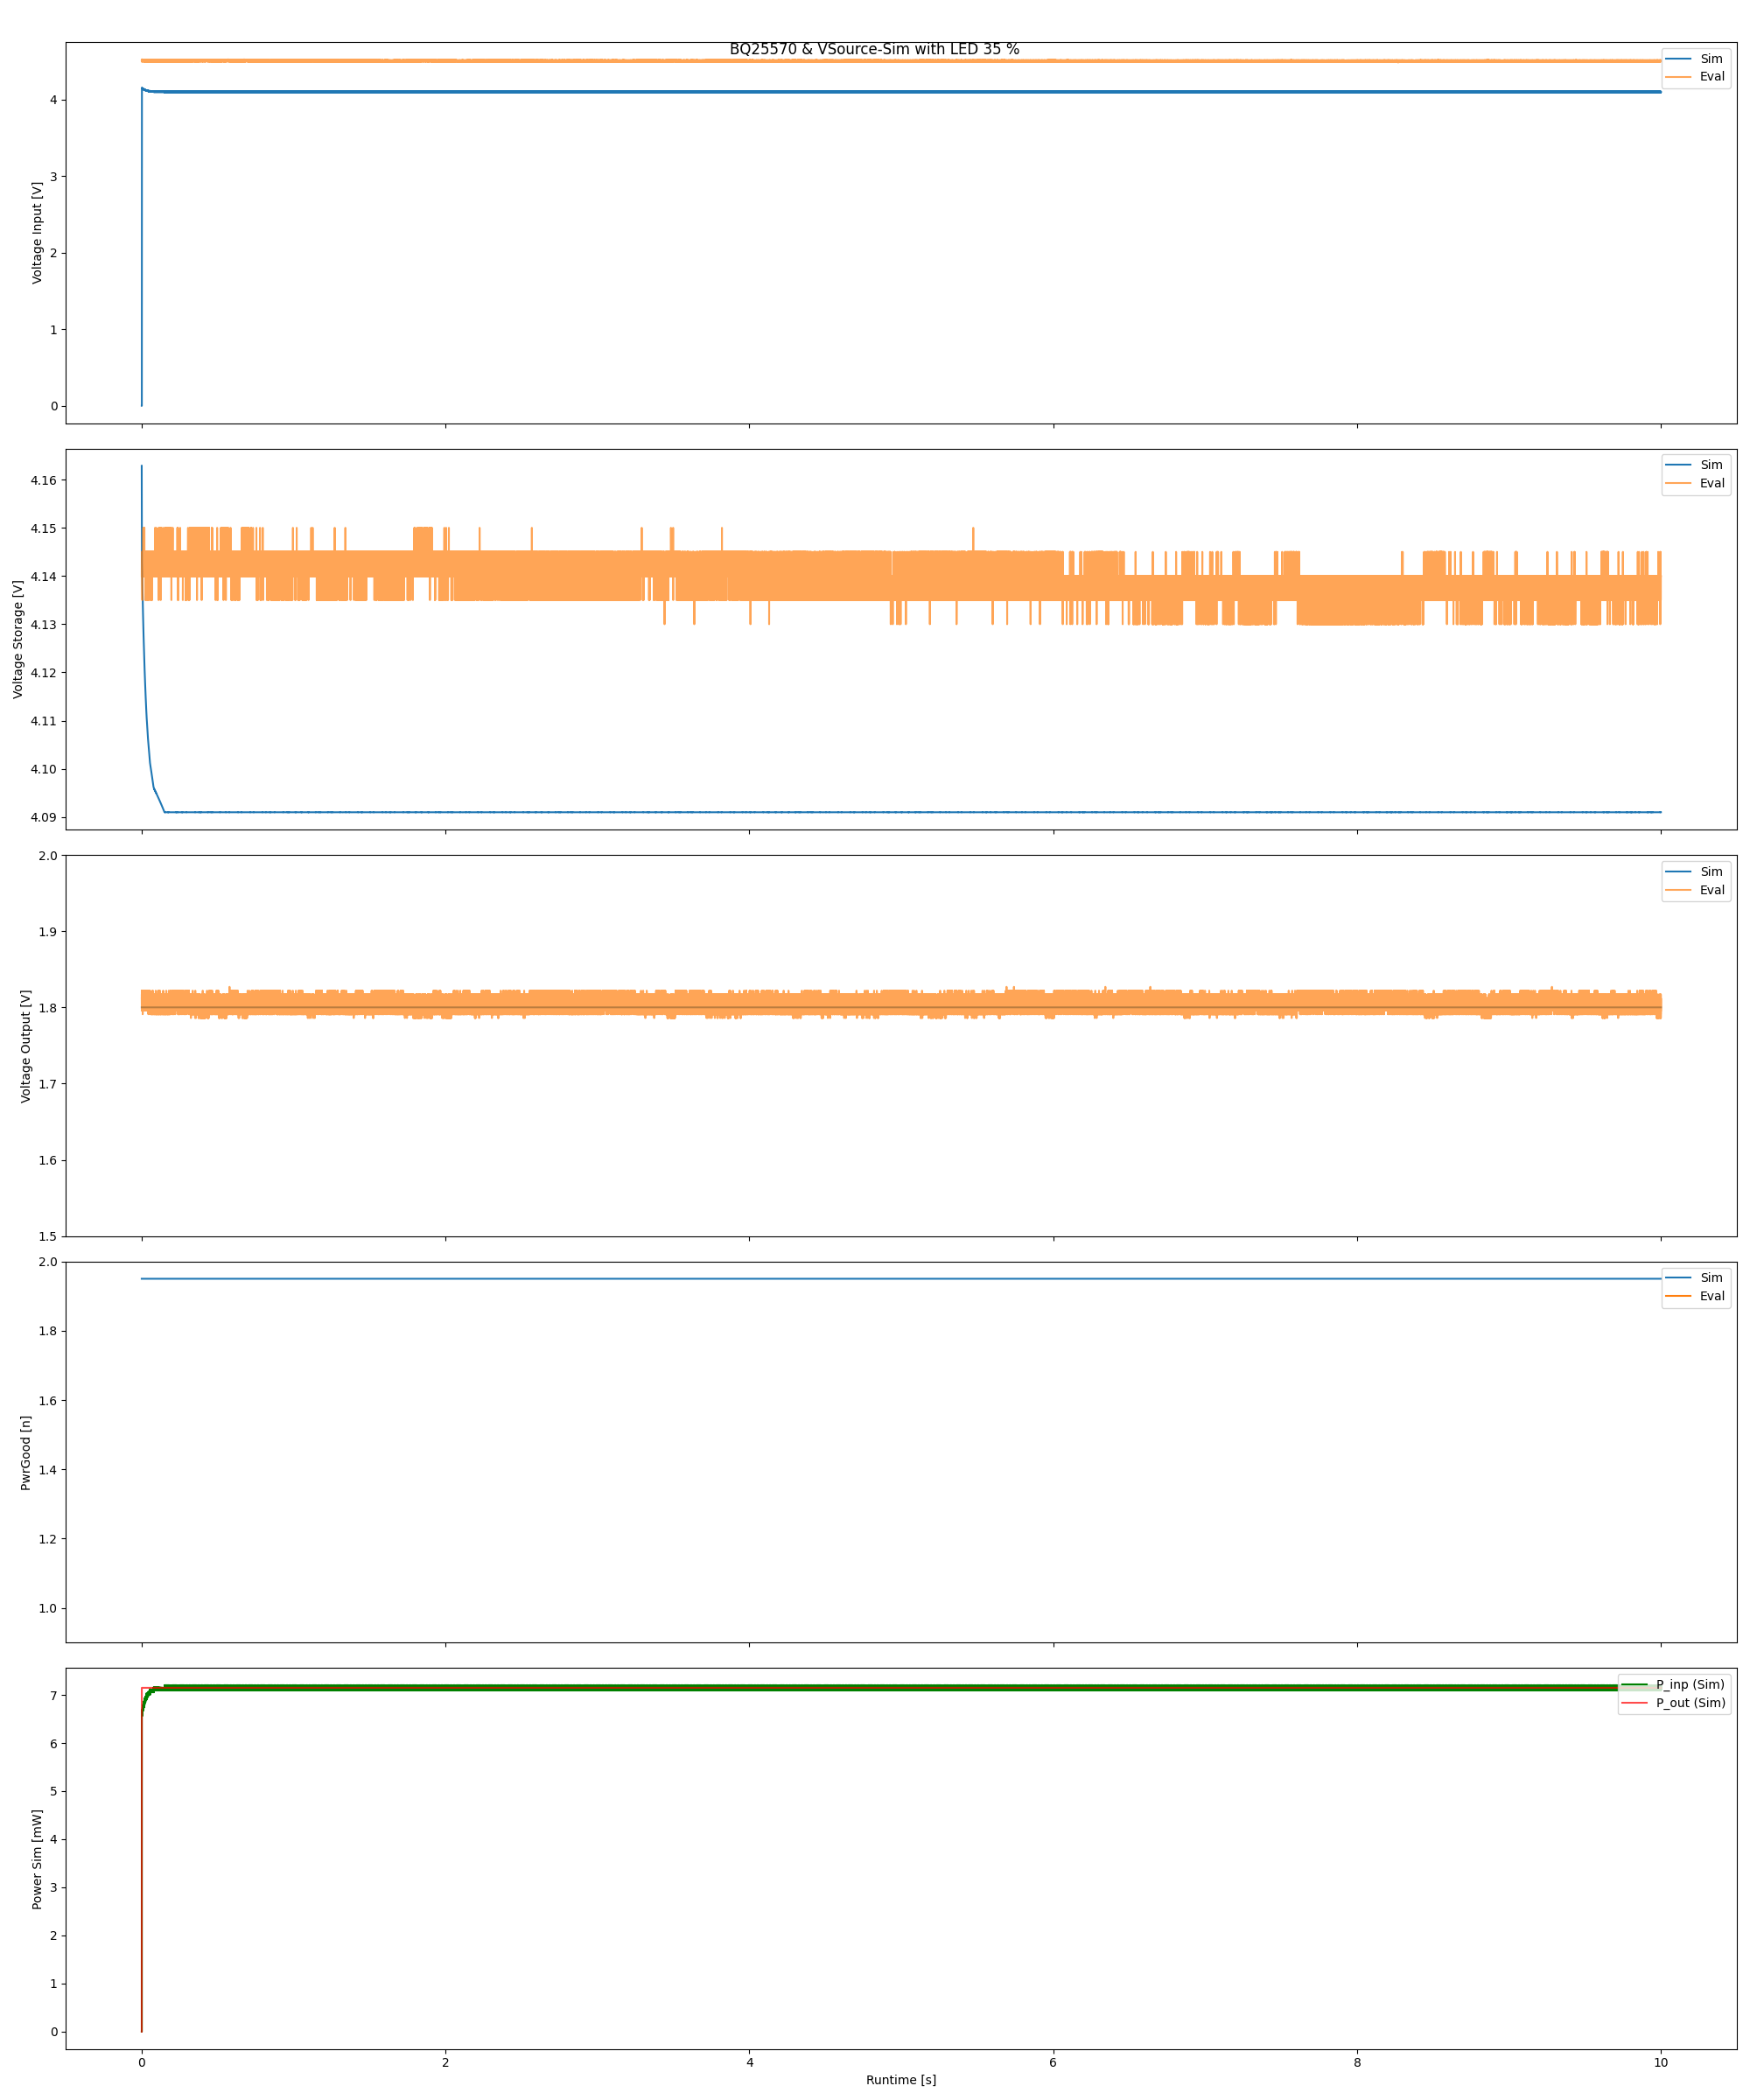 BQ25570 & VSource-Sim with LED 35 %
Sim
Eval
4
3
2
1
0
Voltage Input [V]
Sim
Eval
4.16
4.15
4.14
4.13
4.12
4.11
4.10
4.09
Voltage Storage [V]
Sim
Eval
2.0
1.9
1.8
1.7
1.6
1.5
Voltage Output [V]
Sim
Eval
2.0
1.8
1.6
1.4
1.2
1.0
PwrGood [n]
P_inp (Sim)
P_out (Sim)
7
6
5
4
3
2
1
0
Power Sim [mW]
0 2 4 6 8 10
Runtime [s]